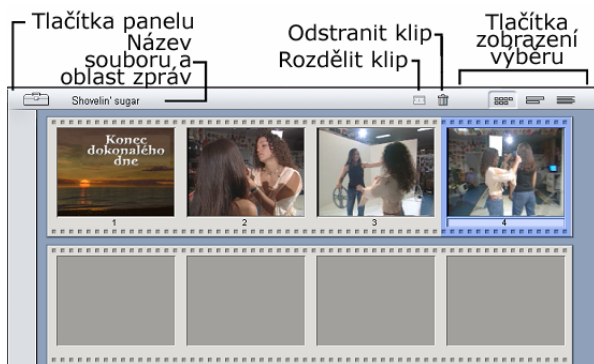 Tlačítka panelu
Název
souboru a
oblast zpráv
Odstranit klip
Rozdělit klip
Tlačítka
zobrazení
výběru
Shovelin' sugar
Konec
dokonalého
dne
1
2
3
4